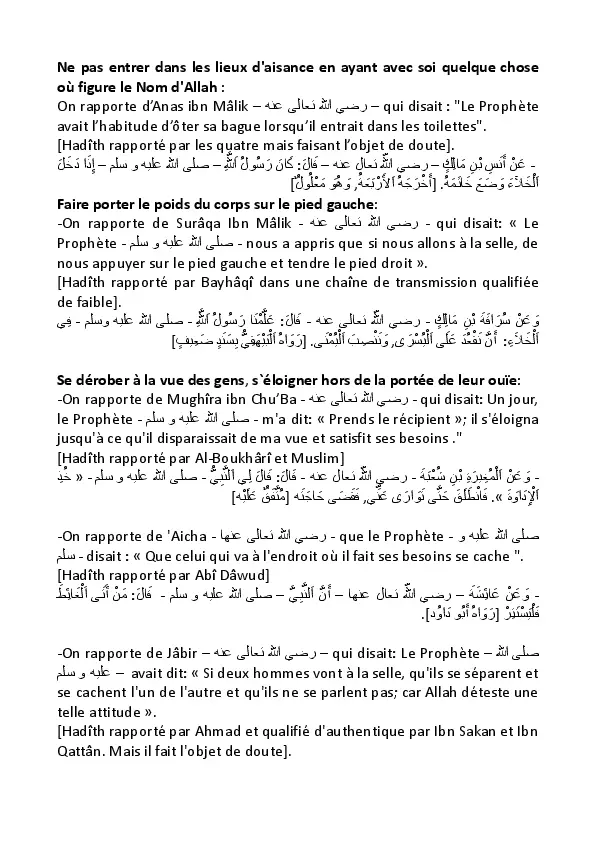 Ne pas entrer dans les lieux d'aisance en ayant avec soi quelque chose
où figure le Nom d'Allah :
On rapporte d’Anas ibn Mâlik – رضي الله تعالى عنه – qui disait : "Le Prophète
avait l’habitude d’ôter sa bague lorsqu’il entrait dans les toilettes".
[Hadîth rapporté par les quatre mais faisant l’objet de doute].
- عَنْ أَنَسِ بْنِ مَالِكٍ – رضي الله تعال عنه – قَالَ: كَانَ رَسُولُ اَللَّهِ – صلى الله عليه و سلم – إِذَا دَخَلَ
اَلْخَلَاءَ وَضَعَ خَاتَمَهُ. [أَخْرَجَهُ اَلْأَرْبَعَةُ, وَهُوَ مَعْلُولٌ]
Faire porter le poids du corps sur le pied gauche:
-On rapporte de Surâqa Ibn Mâlik - رضي الله تعالى عنه - qui disait: « Le
Prophète - صلى الله عليه و سلم - nous a appris que si nous allons à la selle, de
nous appuyer sur le pied gauche et tendre le pied droit ».
[Hadîth rapporté par Bayhâqî dans une chaîne de transmission qualifiée
de faible].
وَعَنْ سُرَاقَةَ بْنِ مَالِكٍ - رضي الله تعالى عنه - قَالَ: عَلَّمْنَا رَسُولُ اَللَّهِ - صلى الله عليه وسلم - فِي
اَلْخَلَاءِ: أَنَّ نَقْعُدَ عَلَى اَلْيُسْرَى, وَنَنْصِبَ اَلْيُمْنَى. [رَوَاهُ اَلْبَيْهَقِيُّ بِسَنَدٍ ضَعِيفٍ]
Se dérober à la vue des gens, s`éloigner hors de la portée de leur ouïe:
-On rapporte de Mughîra ibn Chu’Ba - رضي الله تعالى عنه - qui disait: Un jour,
le Prophète - صلى الله عليه و سلم - m'a dit: « Prends le récipient »; il s'éloigna
jusqu'à ce qu'il disparaissait de ma vue et satisfit ses besoins ."
[Hadîth rapporté par Al-Boukhârî et Muslim]
- وَعَنْ اَلْمُغِيرَةِ بْنِ شُعْبَةَ - رضي الله تعال عنه - قَالَ: قَالَ لِي اَلنَّبِيُّ - صلى الله عليه و سلم - « خُذِ
اَلْإِدَاوَةَ ». فَانْطَلَقَ حَتَّى تَوَارَى عَنِّي, فَقَضَى حَاجَتَه [مُتَّفَقٌ عَلَيْه]
-On rapporte de 'Aicha - رضي الله تعالى عنها - que le Prophète - صلى الله عليه و
سلم - disait : « Que celui qui va à l'endroit où il fait ses besoins se cache ".
[Hadîth rapporté par Abî Dâwud]
- وَعَنْ عَائِشَةَ – رضي الله تعال عنها – أَنَّ اَلنَّبِيَّ – صلى الله عليه و سلم - قَالَ: مَنْ أَتَى اَلْغَائِطَ
فَلْيَسْتَتِرْ [رَوَاهُ أَبُو دَاوُد].
-On rapporte de Jâbir – رضي الله تعالى عنه – qui disait: Le Prophète – صلى الله
عليه و سلم – avait dit: « Si deux hommes vont à la selle, qu'ils se séparent et
se cachent l'un de l'autre et qu'ils ne se parlent pas; car Allah déteste une
telle attitude ».
[Hadîth rapporté par Ahmad et qualifié d'authentique par Ibn Sakan et Ibn
Qattân. Mais il fait l'objet de doute].